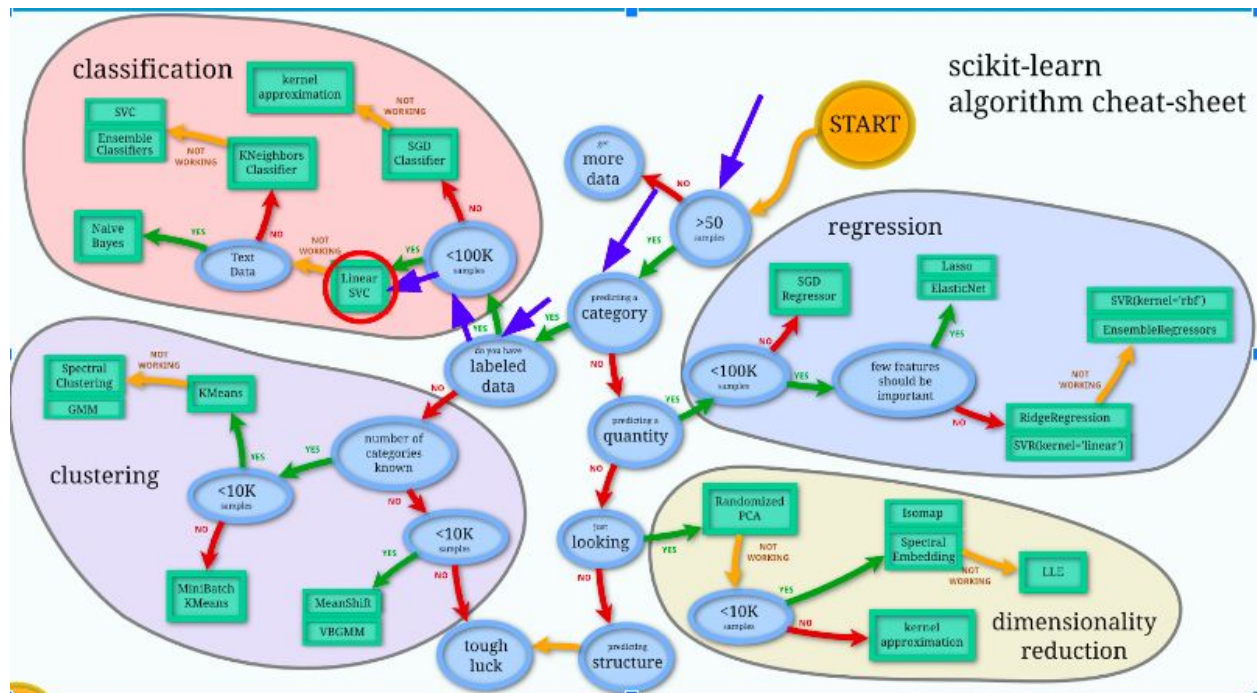 scikit-learn
algorithm cheat-sheet
START
classification
kernel
approximation
NOT
WORKING
SVC
Ensemble
Classifiers
NOT
WORKING
KNeighbors
Classifier
SGD
Classifier
NO
Naive
Bayes
YES
Text
Data
NO
NOT
WORKING
Linear
SVC
YES
<100K
samples
YES
get
more
data
NO
>50
samples
YES
predicting a
category
YES
NO
do you have
labeled
data
NO
predicting a
quantity
YES
NO
just
looking
YES
NO
predicting
structure
tough
luck
regression
SGD
Regressor
NO
<100K
samples
YES
few features
should be
important
YES
Lasso
ElasticNet
NO
RidgeRegression
SVR(kernel='linear')
NOT
WORKING
SVR(kernel='rbf')
EnsembleRegressors
clustering
Spectral
Clustering
GMM
NOT
WORKING
KMeans
YES
number of
categories
known
YES
<10K
samples
NO
MiniBatch
KMeans
NO
<10K
samples
YES
MeanShift
VBGMM
NO
dimensionality
reduction
Randomized
PCA
NOT
WORKING
<10K
samples
YES
Isomap
Spectral
Embedding
NOT
WORKING
LLE
NO
kernel
approximation